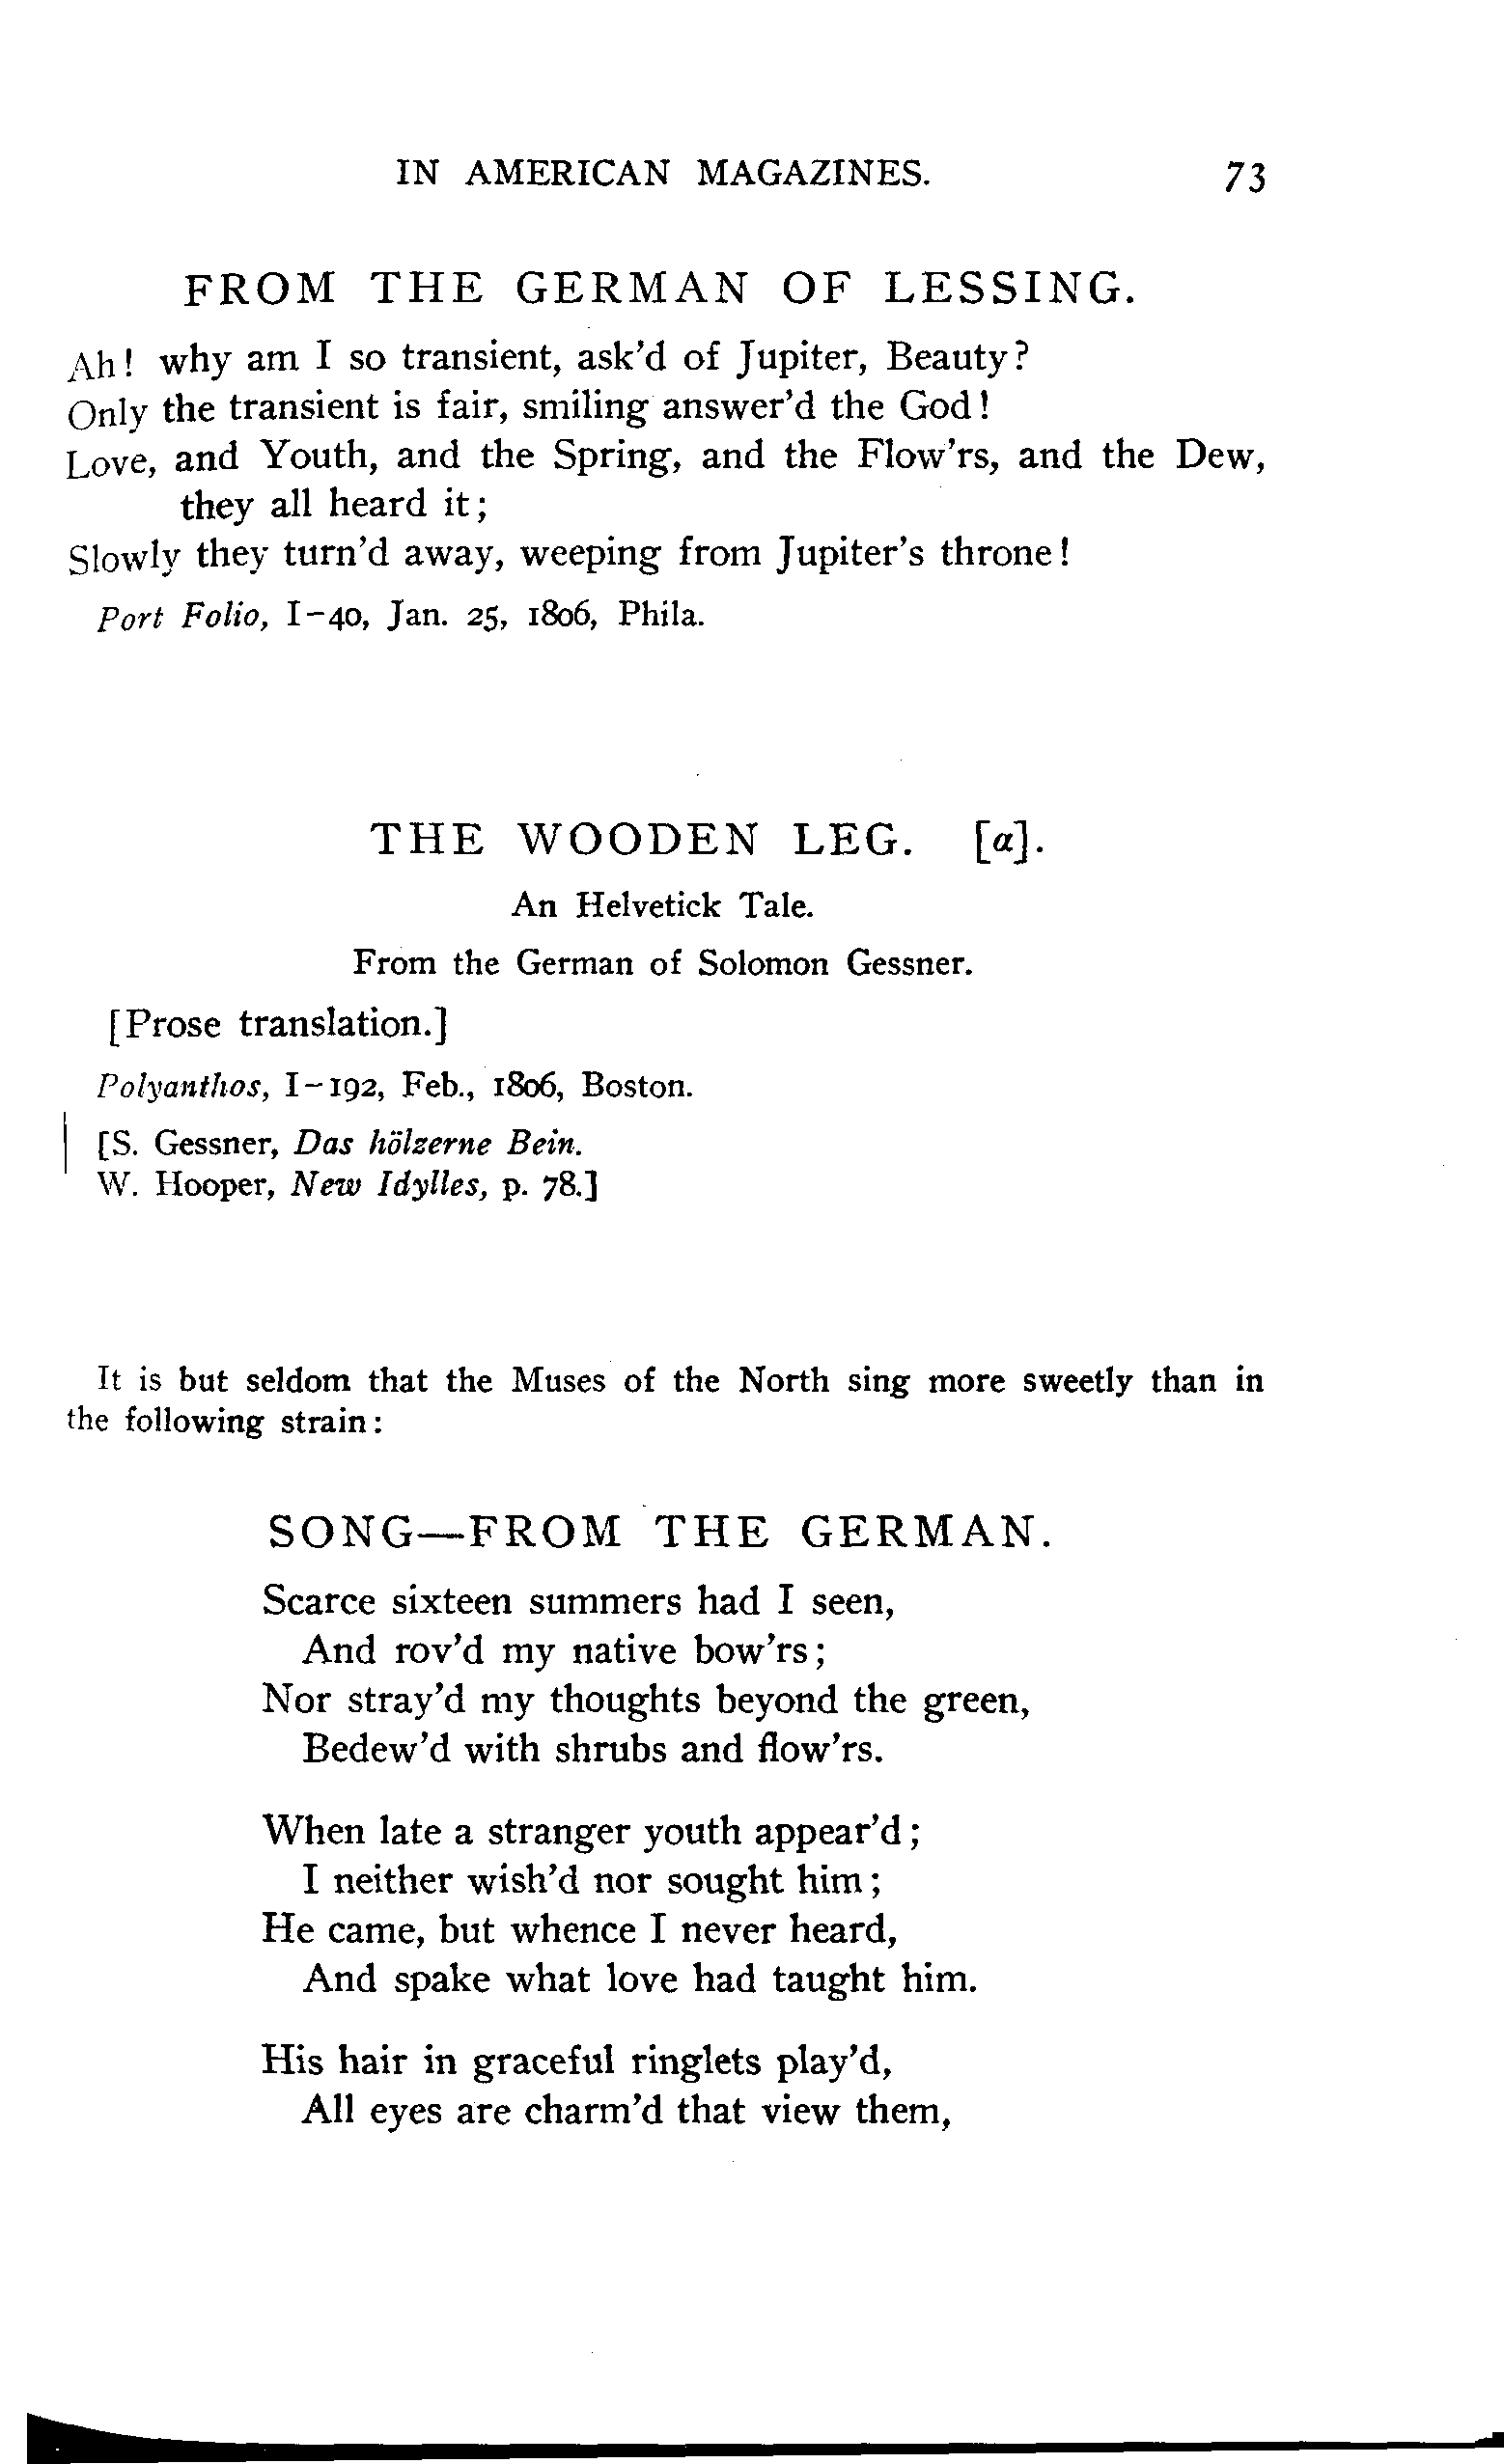 IN AMERICAN MAGAZINES. 73
FROM THE GERMAN OF LESSING.
Ah! why am I so transient, ask'd of Jupiter, Beauty?
Only the transient is fair, smiling answer'd the God!
Love, and Youth, and the Spring, and the Flow'rs, and the Dew,
they all heard it;
Slowly they turn'd away, weeping from Jupiter's throne!
Port Folio, I-40, Jan. 25, 1806, Phila.
THE WOODEN LEG. [a].
An Helvetick Tale.
From the German of Solomon Gessner.
[Prose translation.]
Polyanthos, I-192, Feb., 1806, Boston.
[S. Gessner, Das hölzerne Bein.
W. Hooper, New Idylles, p. 78.]
It is but seldom that the Muses of the North sing more sweetly than in
the following strain:
SONG—FROM THE GERMAN.
Scarce sixteen summers had I seen,
And rov'd my native bow'rs;
Nor stray'd my thoughts beyond the green,
Bedew'd with shrubs and flow'rs.
When late a stranger youth appear'd;
I neither wish'd nor sought him;
He came, but whence I never heard,
And spake what love had taught him.
His hair in graceful ringlets play'd,
All eyes are charm'd that view them,